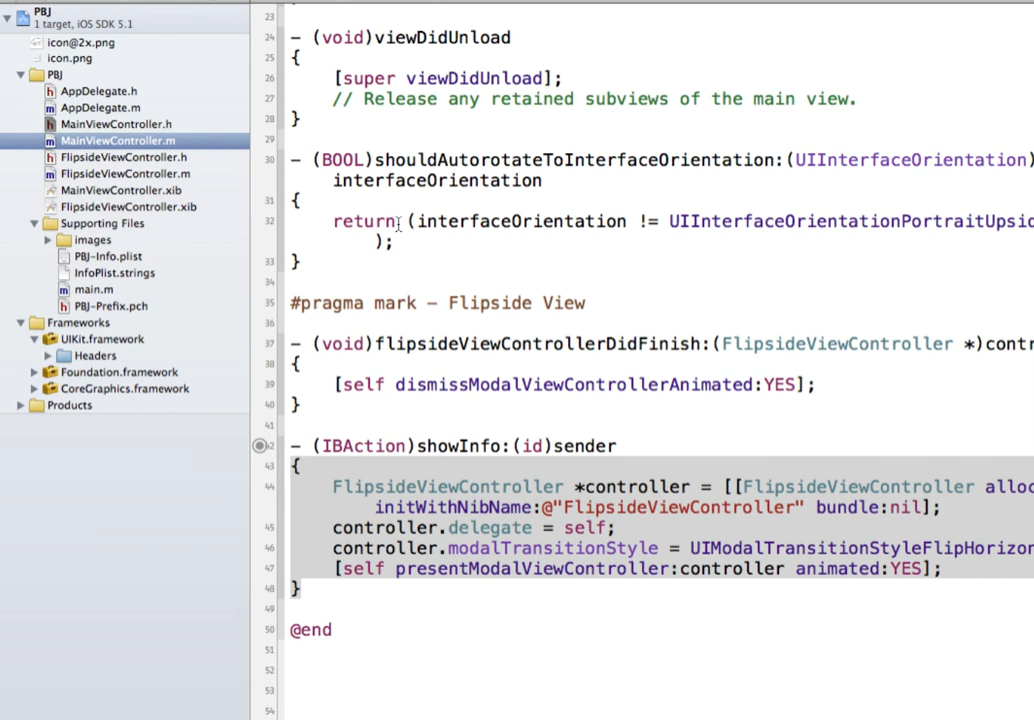 PBJ
1 target, iOS SDK 5.1
icon@2x.png
icon.png
PBJ
AppDelegate.h
AppDelegate.m
MainViewController.h
MainViewController.m
FlipsideViewController.h
FlipsideViewController.m
MainViewController.xib
FlipsideViewController.xib
Supporting Files
images
PBJ-Info.plist
InfoPlist.strings
main.m
PBJ-Prefix.pch
Frameworks
UIKit.framework
Headers
Foundation.framework
CoreGraphics.framework
Products
23
24 - (void)viewDidUnload
25 {
26 [super viewDidUnload];
27 // Release any retained subviews of the main view.
28 }
29
30 - (BOOL)shouldAutorotateToInterfaceOrientation:(UIInterfaceOrientation)
interfaceOrientation
31 {
32 return (interfaceOrientation != UIInterfaceOrientationPortraitUpsid
);
33 }
34
35 #pragma mark - Flipside View
36
37 - (void)flipsideViewControllerDidFinish:(FlipsideViewController *)contr
38 {
39 [self dismissModalViewControllerAnimated:YES];
40 }
41
42 - (IBAction)showInfo:(id)sender
43 {
44 FlipsideViewController *controller = [[FlipsideViewController alloc
initWithNibName:@"FlipsideViewController" bundle:nil];
45 controller.delegate = self;
46 controller.modalTransitionStyle = UIModalTransitionStyleFlipHorizon
47 [self presentModalViewController:controller animated:YES];
48 }
49
50 @end
51
52
53
54